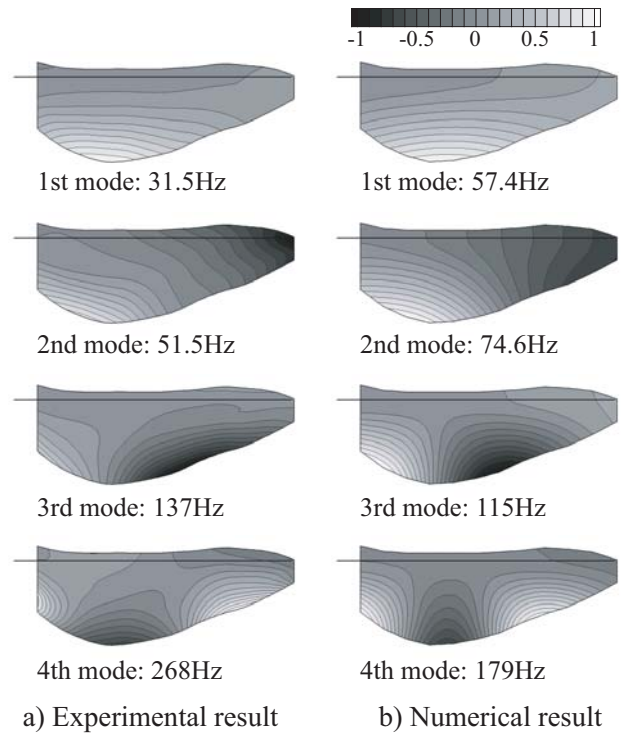 -1 -0.5 0 0.5 1
1st mode: 31.5Hz 1st mode: 57.4Hz
2nd mode: 51.5Hz 2nd mode: 74.6Hz
3rd mode: 137Hz 3rd mode: 115Hz
4th mode: 268Hz 4th mode: 179Hz
a) Experimental result b) Numerical result